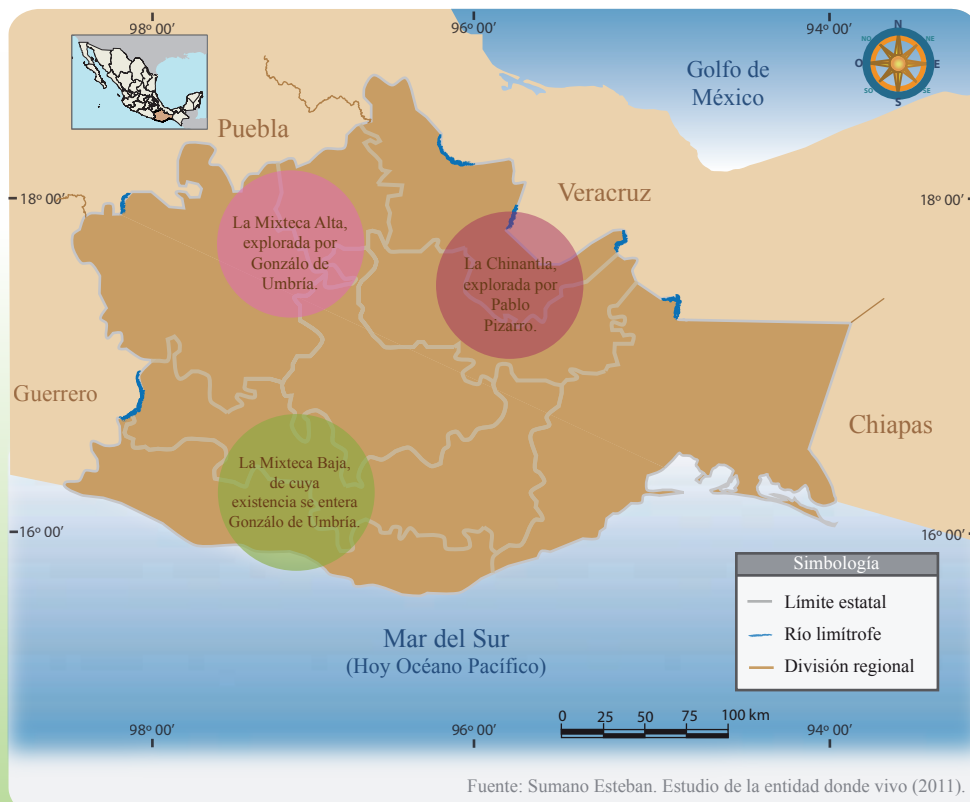 98º 00'
96º 00'
94º 00'
N
NO
NE
O
E
SO
SE
S
Golfo de
México
Puebla
18º 00'
Veracruz
18º 00'
La Mixteca Alta,
explorada por
Gonzálo de
Umbría.
La Chinantla,
explorada por
Pablo
Pizarro.
Guerrero
Chiapas
La Mixteca Baja,
de cuya
existencia se entera
Gonzálo de Umbría.
16º 00'
16º 00'
Simbología
Límite estatal
Río limítrofe
División regional
Mar del Sur
(Hoy Océano Pacífico)
0 25 50 75 100 km
98º 00'
96º 00'
94º 00'
Fuente: Sumano Esteban. Estudio de la entidad donde vivo (2011).